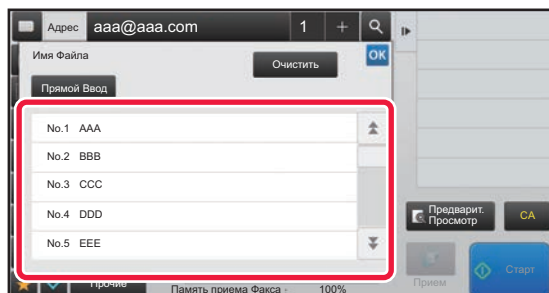 Адрес aaa@aaa.com 1 +
Имя Файла
Очистить
OK
Прямой Ввод
No.1 AAA
No.2 BBB
No.3 CCC
No.4 DDD
No.5 EEE
Предварит.
Просмотр
CA
Прочие
Память приема Факса 100%
Прием
Старт